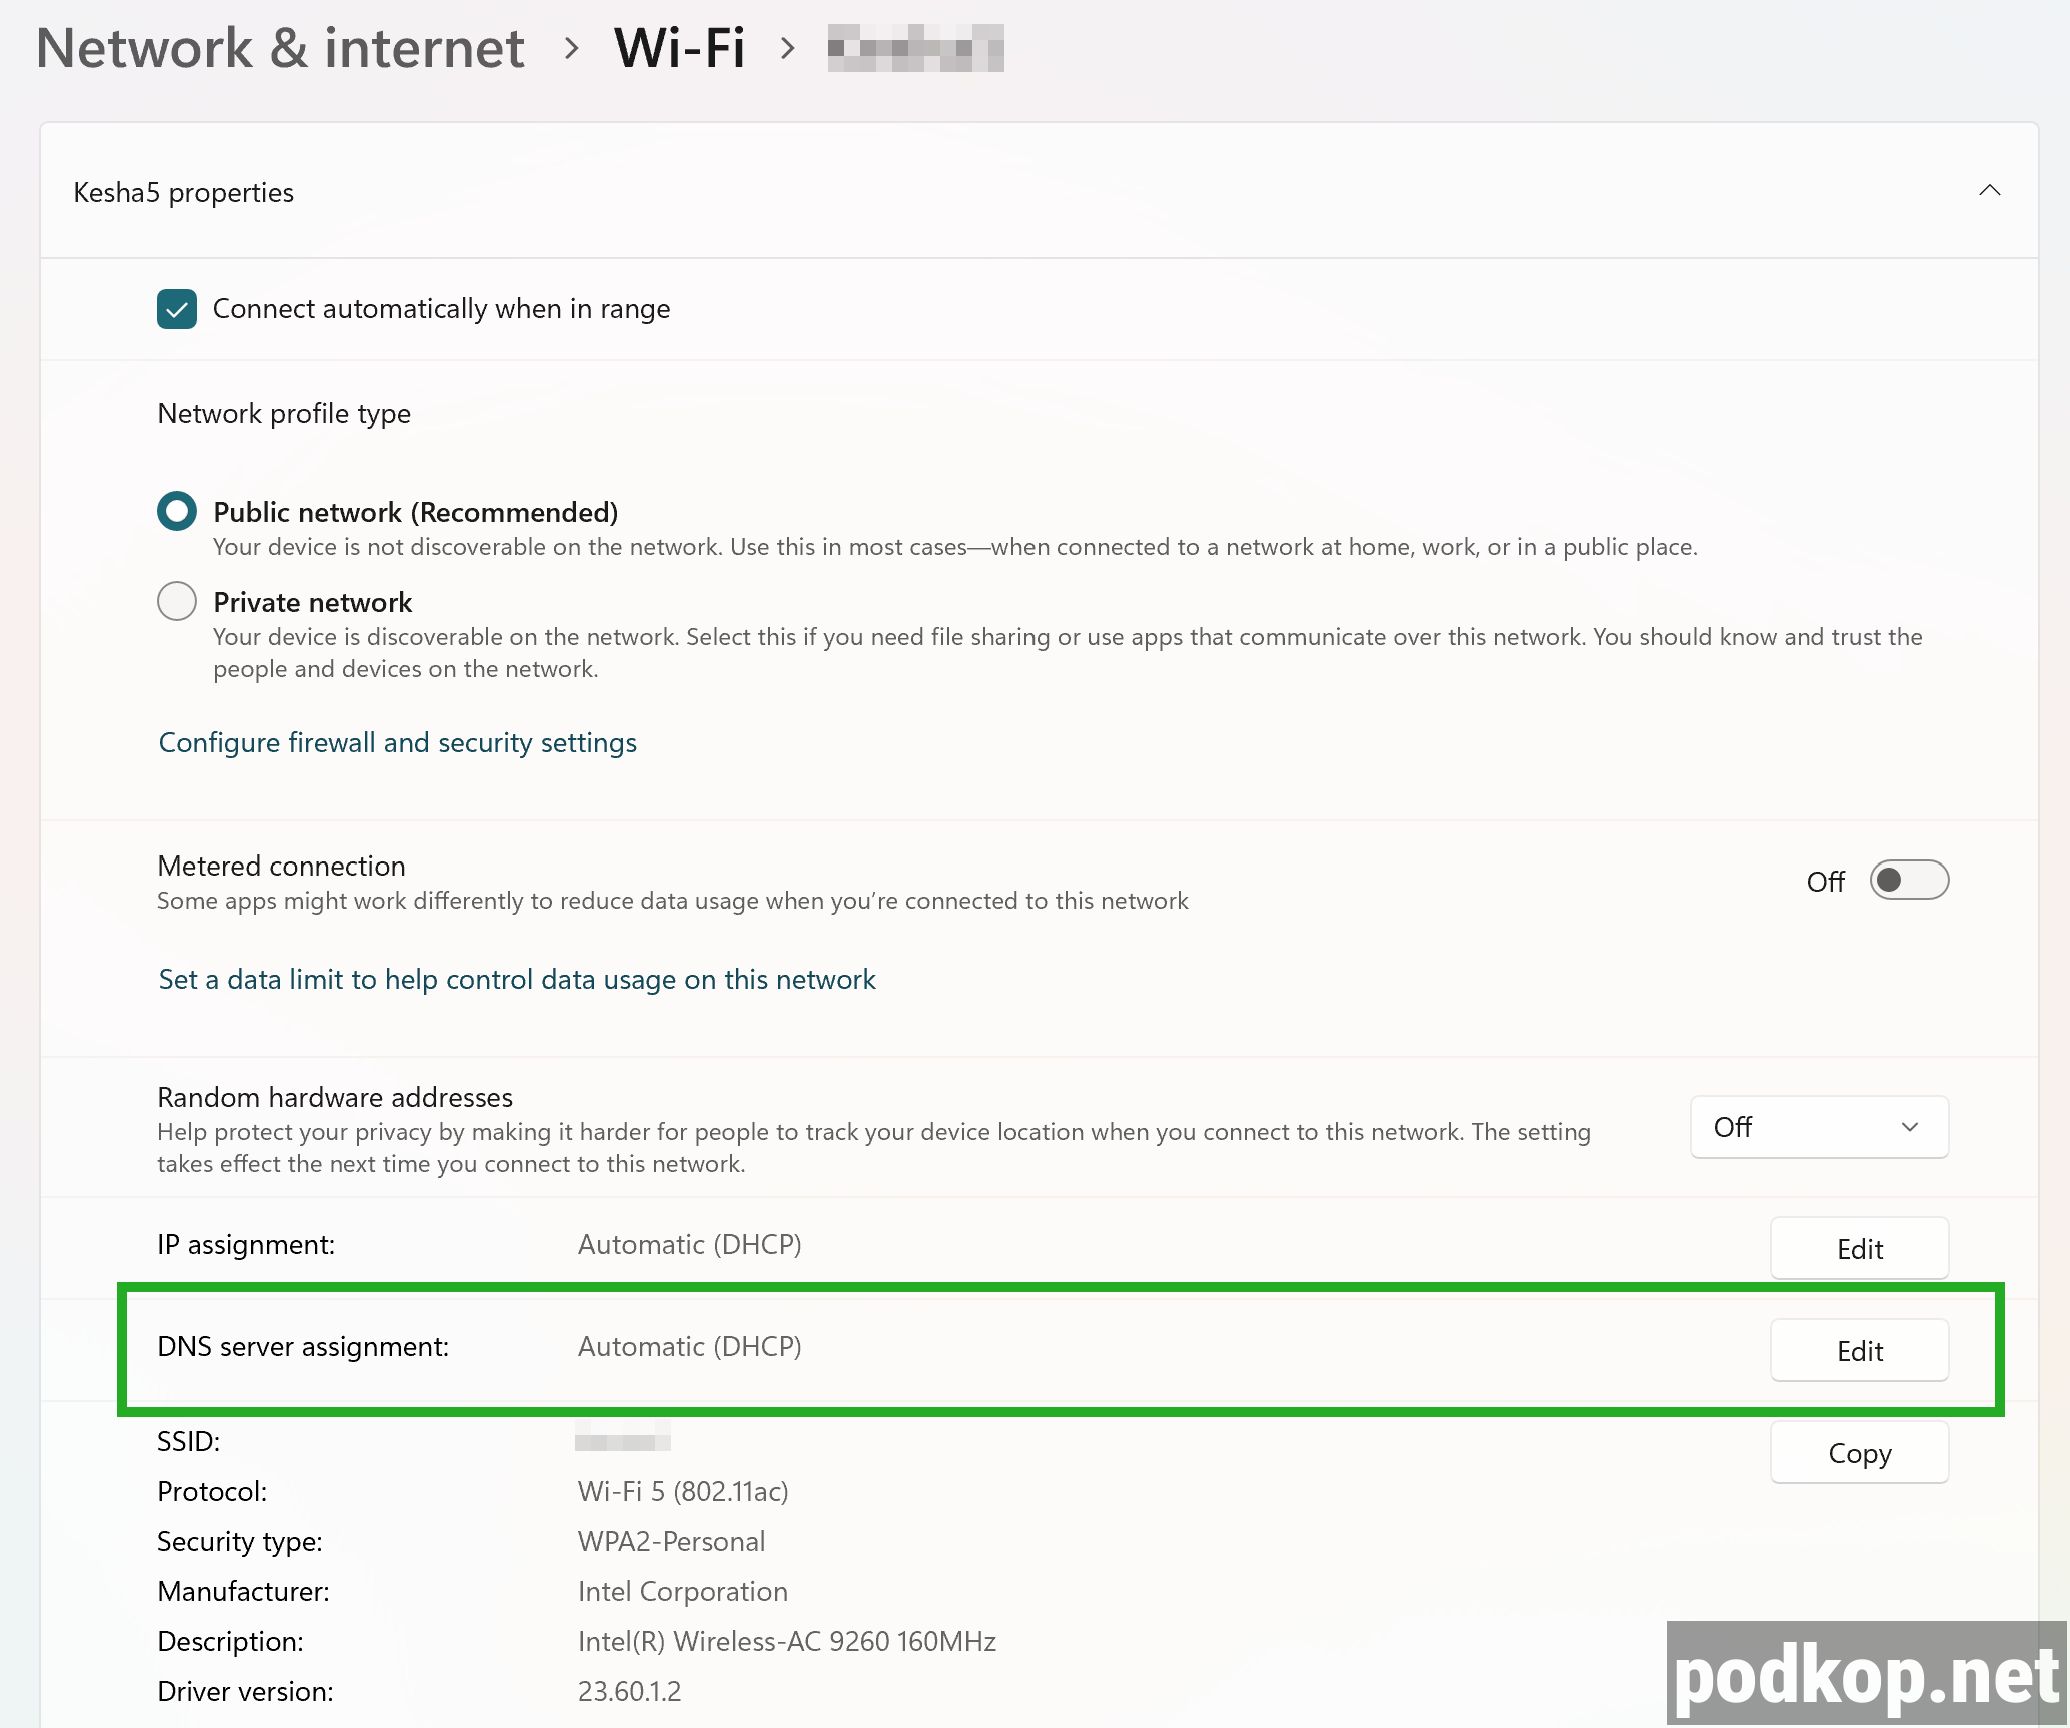 Network & internet > Wi-Fi >
Kesha5 properties
Connect automatically when in range
Network profile type
Public network (Recommended)
Your device is not discoverable on the network. Use this in most cases—when connected to a network at home, work, or in a public place.
Private network
Your device is discoverable on the network. Select this if you need file sharing or use apps that communicate over this network. You should know and trust the
people and devices on the network.
Configure firewall and security settings
Metered connection
Off
Some apps might work differently to reduce data usage when you’re connected to this network
Set a data limit to help control data usage on this network
Random hardware addresses
Help protect your privacy by making it harder for people to track your device location when you connect to this network. The setting
takes effect the next time you connect to this network.
Off
IP assignment: Automatic (DHCP) Edit
DNS server assignment: Automatic (DHCP) Edit
SSID: Copy
Protocol: Wi-Fi 5 (802.11ac)
Security type: WPA2-Personal
Manufacturer: Intel Corporation
Description: Intel(R) Wireless-AC 9260 160MHz
Driver version: 23.60.1.2
podkop.net